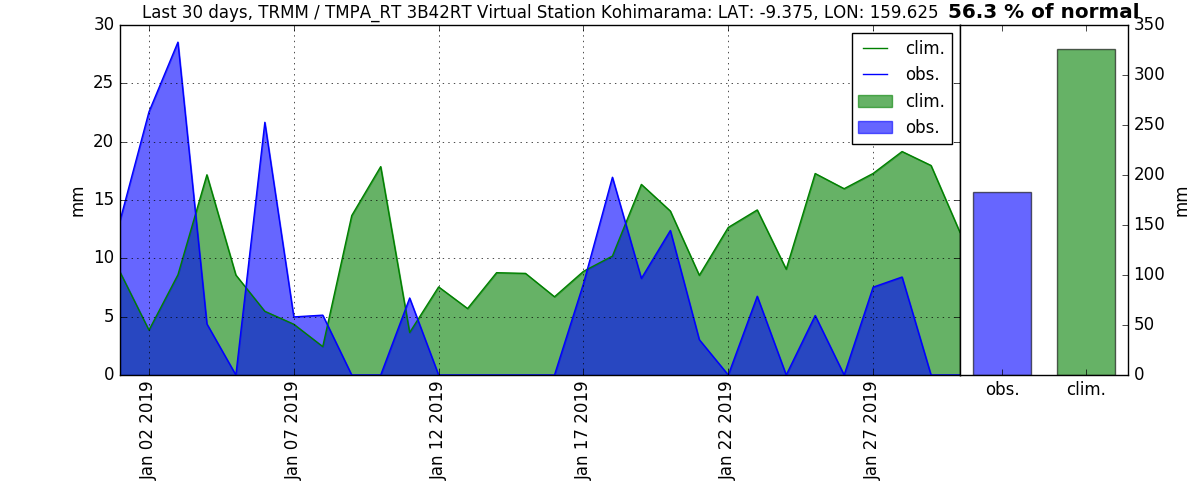 Last 30 days, TRMM / TMPA_RT 3B42RT Virtual Station Kohimarama: LAT: -9.375, LON: 159.625
56.3 % of normal
30
25
20
15
10
5
0
mm
clim.
obs.
clim.
obs.
Jan 02 2019
Jan 07 2019
Jan 12 2019
Jan 17 2019
Jan 22 2019
Jan 27 2019
350
300
250
200
150
100
50
0
mm
obs.
clim.